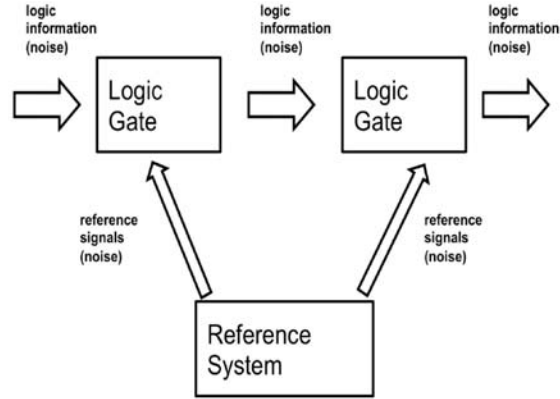 logic
information
(noise)
logic
information
(noise)
logic
information
(noise)
Logic
Gate
Logic
Gate
reference
signals
(noise)
reference
signals
(noise)
Reference
System